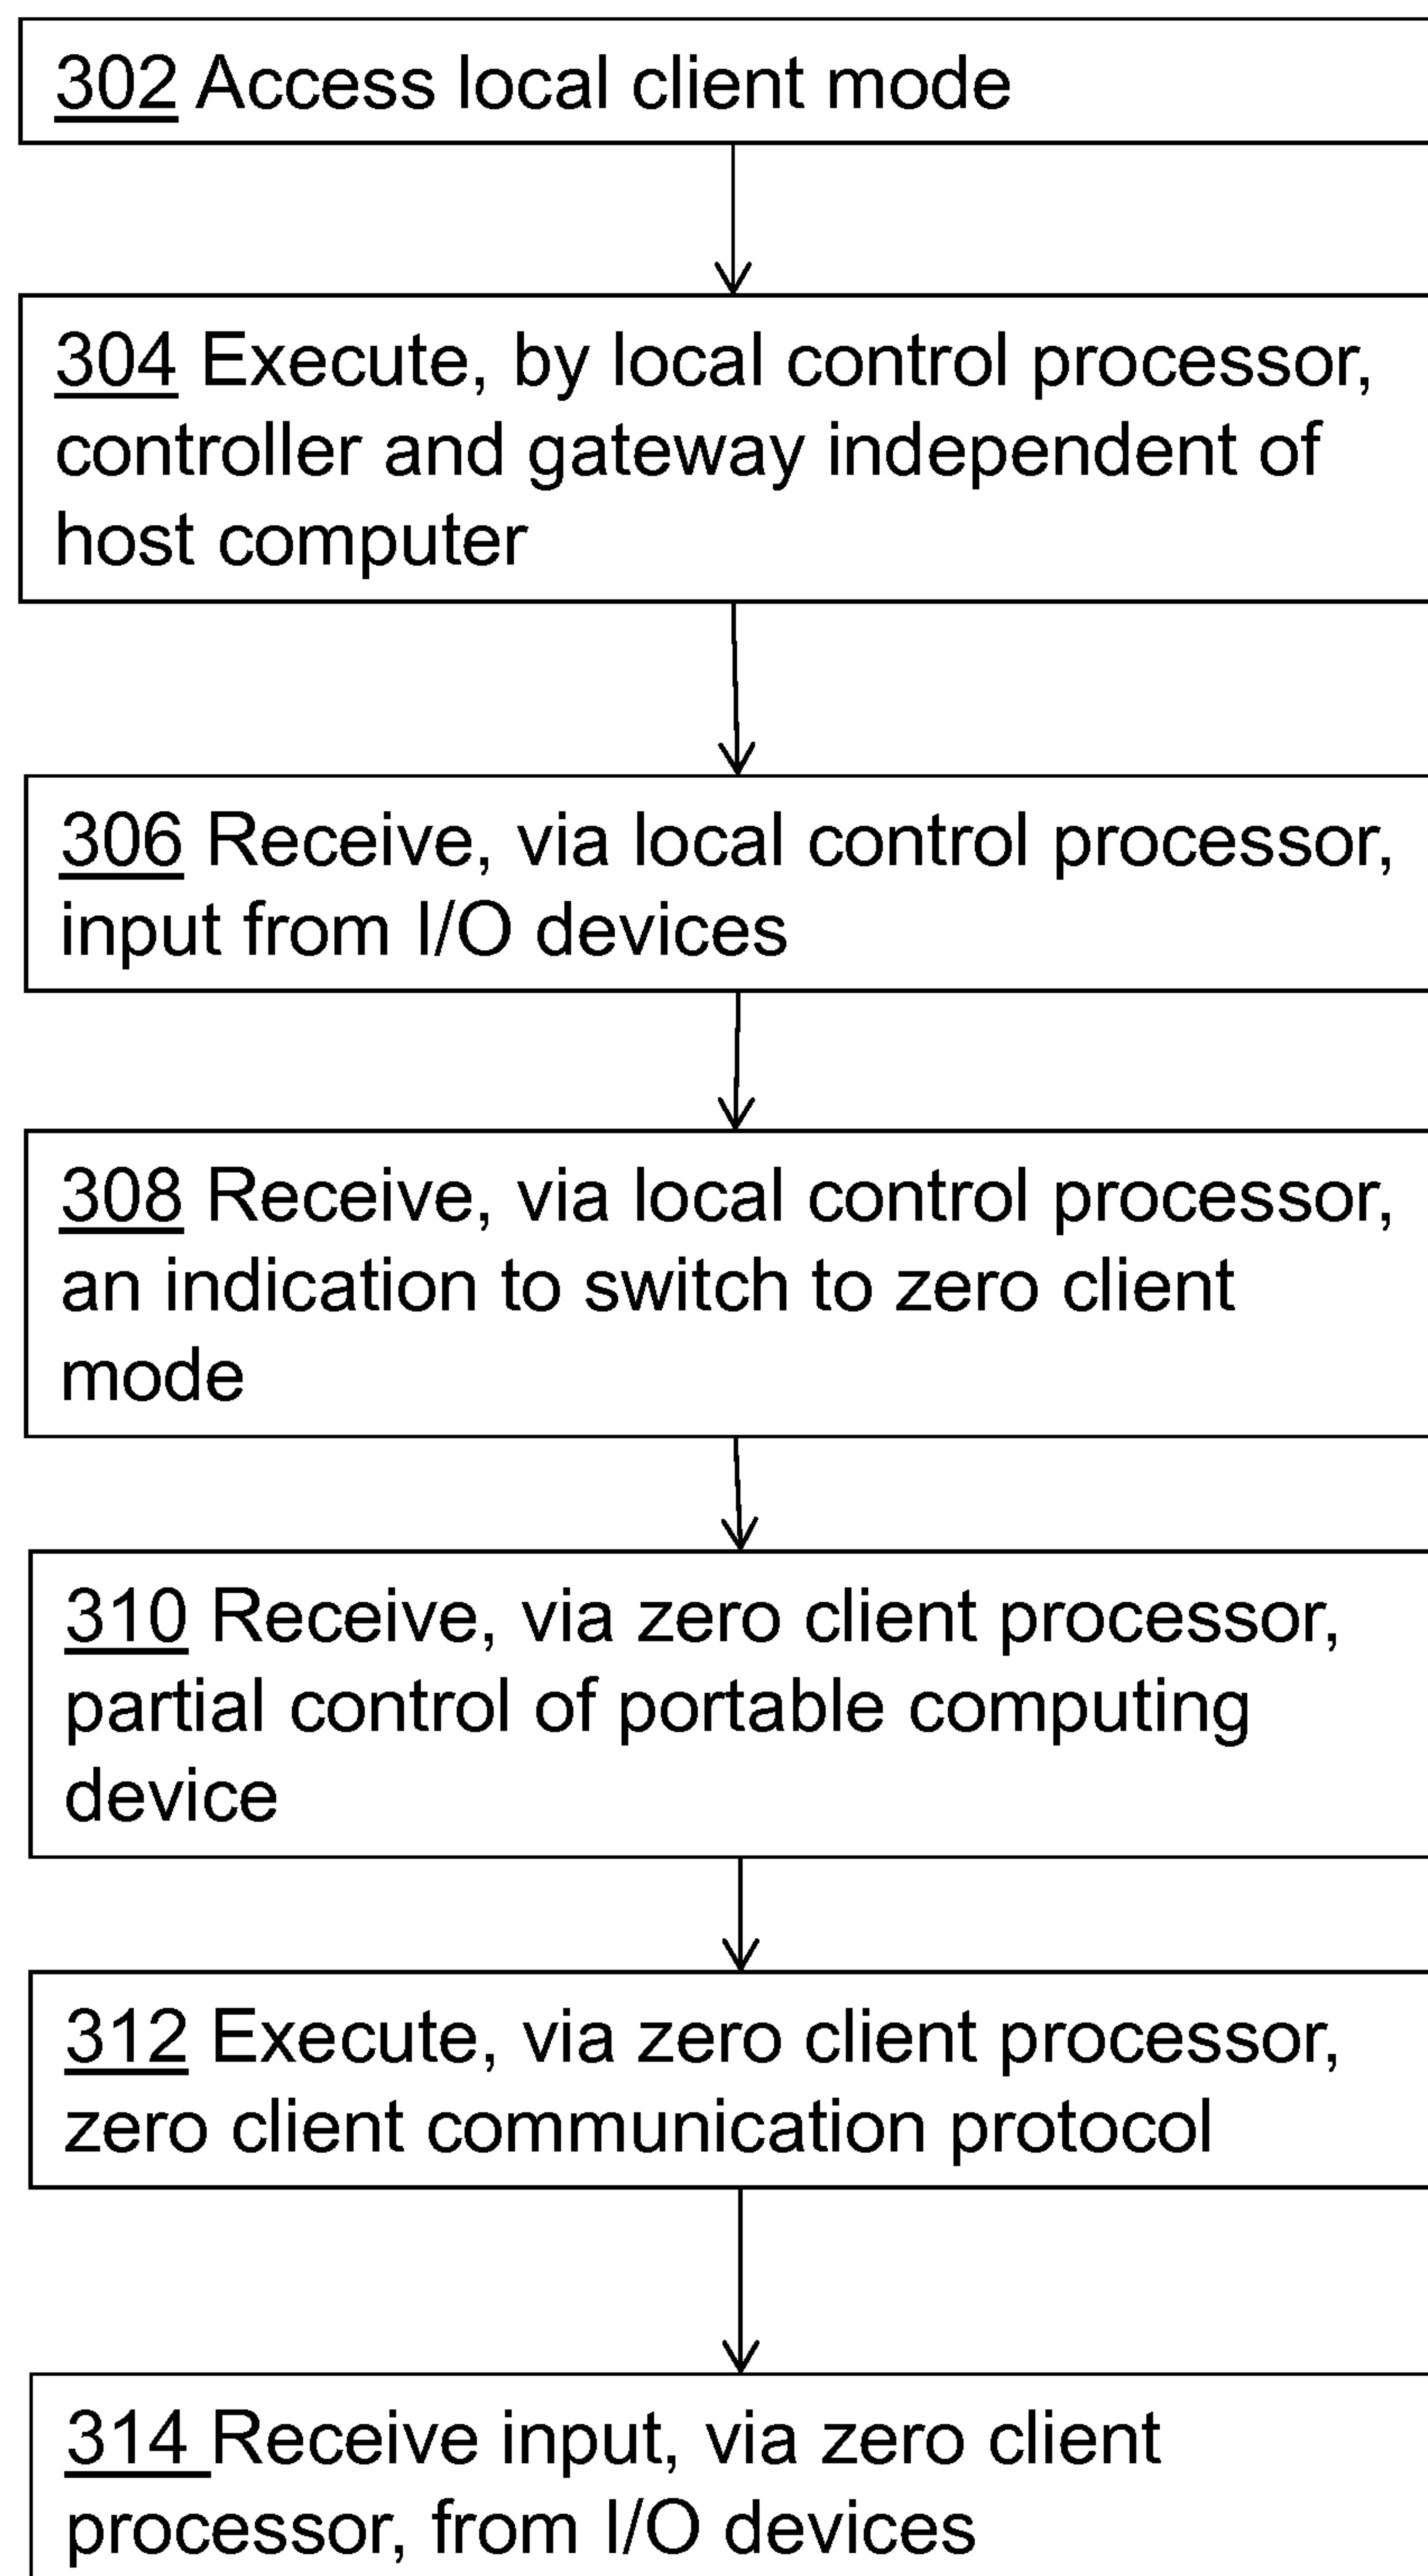 302 Access local client mode
304 Execute, by local control processor,
controller and gateway independent of
host computer
306 Receive, via local control processor,
input from I/O devices
308 Receive, via local control processor,
an indication to switch to zero client
mode
310 Receive, via zero client processor,
partial control of portable computing
device
312 Execute, via zero client processor,
zero client communication protocol
314 Receive input, via zero client
processor, from I/O devices